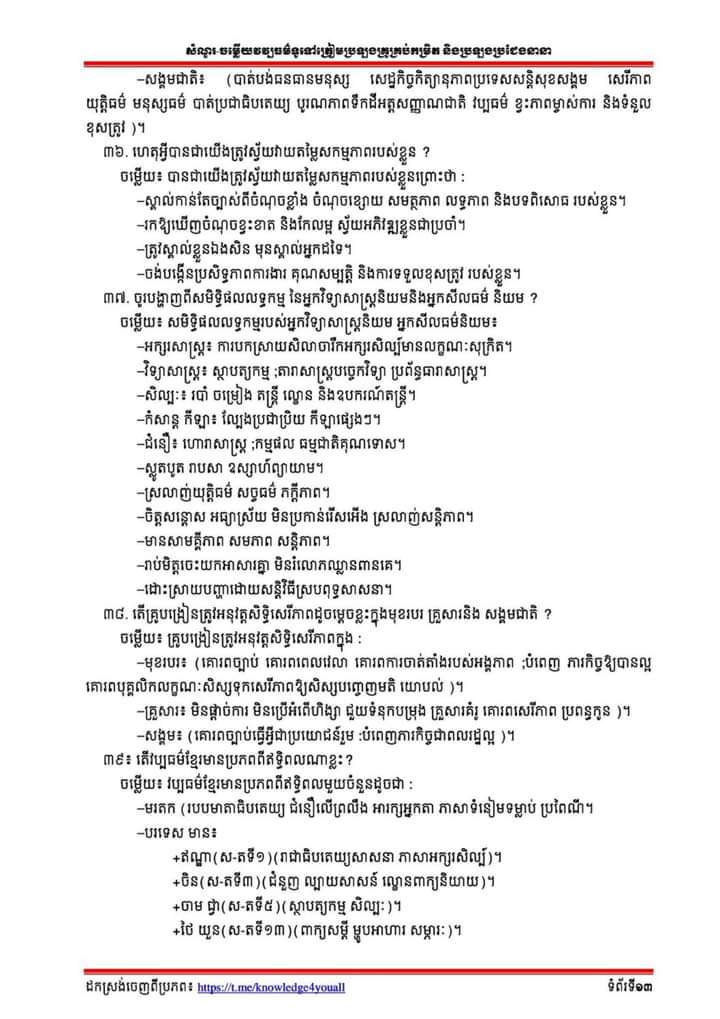 សំណួរ-ចម្លើយវប្បធម៌ទូទៅត្រៀមប្រឡងគ្រូគ្រប់កម្រិត និងប្រឡងប្រជែងនានា
–សង្គមជាតិ៖ (បាត់បង់ធនធានមនុស្ស សេដ្ឋកិច្ចកិត្យានុភាពប្រទេសសន្តិសុខសង្គម សេរីភាព
យុត្តិធម៌ មនុស្សធម៌ បាត់ប្រជាធិបតេយ្យ បូរណភាពទឹកដីអត្តសញ្ញាណជាតិ វប្បធម៌ ខ្វះភាពម្ចាស់ការ និងទំនួល
ខុសត្រូវ )។
៣៦. ហេតុអ្វីបានជាយើងត្រូវស្វ័យវាយតម្លៃសកម្មភាពរបស់ខ្លួន ?
ចម្លើយ៖ បានជាយើងត្រូវស្វ័យវាយតម្លៃសកម្មភាពរបស់ខ្លួនព្រោះថា :
–ស្គាល់កាន់តែច្បាស់ពីចំណុចខ្លាំង ចំណុចខ្សោយ សមត្ថភាព លទ្ធភាព និងបទពិសោធ របស់ខ្លួន។
–រកឱ្យឃើញចំណុចខ្វះខាត និងកែលម្អ ស្វ័យអភិវឌ្ឍខ្លួនជាប្រចាំ។
–ត្រូវស្គាល់ខ្លួនឯងសិន មុនស្គាល់អ្នកដទៃ។
–ចង់បង្កើនប្រសិទ្ធភាពការងារ គុណសម្បត្តិ និងការទទួលខុសត្រូវ របស់ខ្លួន។
៣៧. ចូរបង្ហាញពីសមិទ្ធិផលលទ្ធកម្ម នៃអ្នកវិទ្យាសាស្ត្រនិយមនិងអ្នកសីលធម៌ និយម ?
ចម្លើយ៖ សមិទ្ធិផលលទ្ធកម្មរបស់អ្នកវិទ្យាសាស្ត្រនិយម អ្នកសីលធម៌និយម៖
–អក្សរសាស្ត្រ៖ ការបកស្រាយសិលាចារឹកអក្សរសិល្ប៍មានលក្ខណៈសុក្រិត។
–វិទ្យាសាស្ត្រ៖ ស្ថាបត្យកម្ម ;តារាសាស្ត្របច្ចេកវិទ្យា ប្រព័ន្ធធារាសាស្ត្រ។
–សិល្បៈ៖ របាំ ចម្រៀង តន្ត្រី ល្ខោន និងឧបករណ៍តន្ត្រី។
–កំសាន្ត កីឡា៖ ល្បែងប្រជាប្រិយ កីឡាផ្សេងៗ។
–ជំនឿ៖ ហោរាសាស្ត្រ ;កម្មផល ធម្មជាតិគុណទោស។
–ស្លូតបូត រាបសា ឧស្សាហ៍ព្យាយាម។
–ស្រលាញ់យុត្តិធម៌ សច្ចធម៌ ភក្តីភាព។
–ចិត្តសន្តោស អធ្យាស្រ័យ មិនប្រកាន់រើសអើង ស្រលាញ់សន្តិភាព។
–មានសាមគ្គីភាព សមភាព សន្តិភាព។
–រាប់មិត្តចេះយកអាសារគ្នា មិនរំលោភឈ្លានពានគេ។
–ដោះស្រាយបញ្ហាដោយសន្តិវិធីស្របពុទ្ធសាសនា។
៣៨. តើគ្រូបង្រៀនត្រូវអនុវត្តសិទ្ធិសេរីភាពដូចម្តេចខ្លះក្នុងមុខរបរ គ្រួសារនិង សង្គមជាតិ ?
ចម្លើយ៖ គ្រូបង្រៀនត្រូវអនុវត្តសិទ្ធិសេរីភាពក្នុង :
–មុខរបរ៖ (គោរពច្បាប់ គោរពពេលវេលា គោរពការចាត់តាំងរបស់អង្គភាព ;បំពេញ ភារកិច្ចឱ្យបានល្អ
គោរពបុគ្គលិកលក្ខណៈសិស្សទុកសេរីភាពឱ្យសិស្សបញ្ចេញមតិ យោបល់ )។
–គ្រួសារ៖ មិនផ្តាច់ការ មិនប្រើអំពើហិង្សា ជួយទំនុកបម្រុង គ្រួសារគំរូ គោរពសេរីភាព ប្រពន្ធកូន )។
–សង្គម៖ (គោរពច្បាប់ធ្វើអ្វីជាប្រយោជន៍រួម :បំពេញភារកិច្ចជាពលរដ្ឋល្អ )។
៣៩៖ តើវប្បធម៌ខ្មែរមានប្រភពពីឥទ្ធិពលណាខ្លះ?
ចម្លើយ៖ វប្បធម៌ខ្មែរមានប្រភពពីឥទ្ធិពលមួយចំនួនដូចជា :
–មរតក (របបមាតាធិបតេយ្យ ជំនឿលើព្រលឹង អារក្សអ្នកតា ភាសាទំនៀមទម្លាប់ ប្រពៃណី។
–បរទេស មាន៖
+ឥណ្ឌា(ស-តទី១)(រាជាធិបតេយ្យសាសនា ភាសាអក្សរសិល្ប៍)។
+ចិន(ស-តទី៣)(ជំនួញ ល្បាយសាសន៍ ល្ខោនពាក្យនិយាយ)។
+ចាម ជ្វា(ស-តទី៥)(ស្ថាបត្យកម្ម សិល្បៈ)។
+ថៃ យួន(ស-តទី១៣)(ពាក្យសម្តី ម្ហូបអាហារ សម្ភារៈ)។
ដកស្រង់ចេញពីប្រភព៖ https://t.me/knowledge4youall
ទំព័រទី១៣